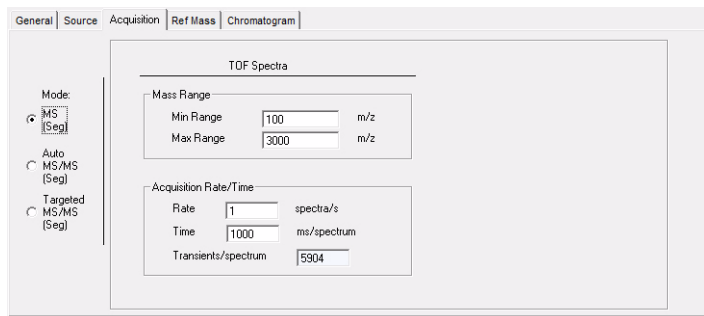 General Source Acquisition Ref Mass Chromatogram
TOF Spectra
Mode:
MS
(Seg)
Auto
MS/MS
(Seg)
Targeted
MS/MS
(Seg)
Mass Range
Min Range 100 m/z
Max Range 3000 m/z
Acquisition Rate/Time
Rate 1 spectra/s
Time 1000 ms/spectrum
Transients/spectrum 5904